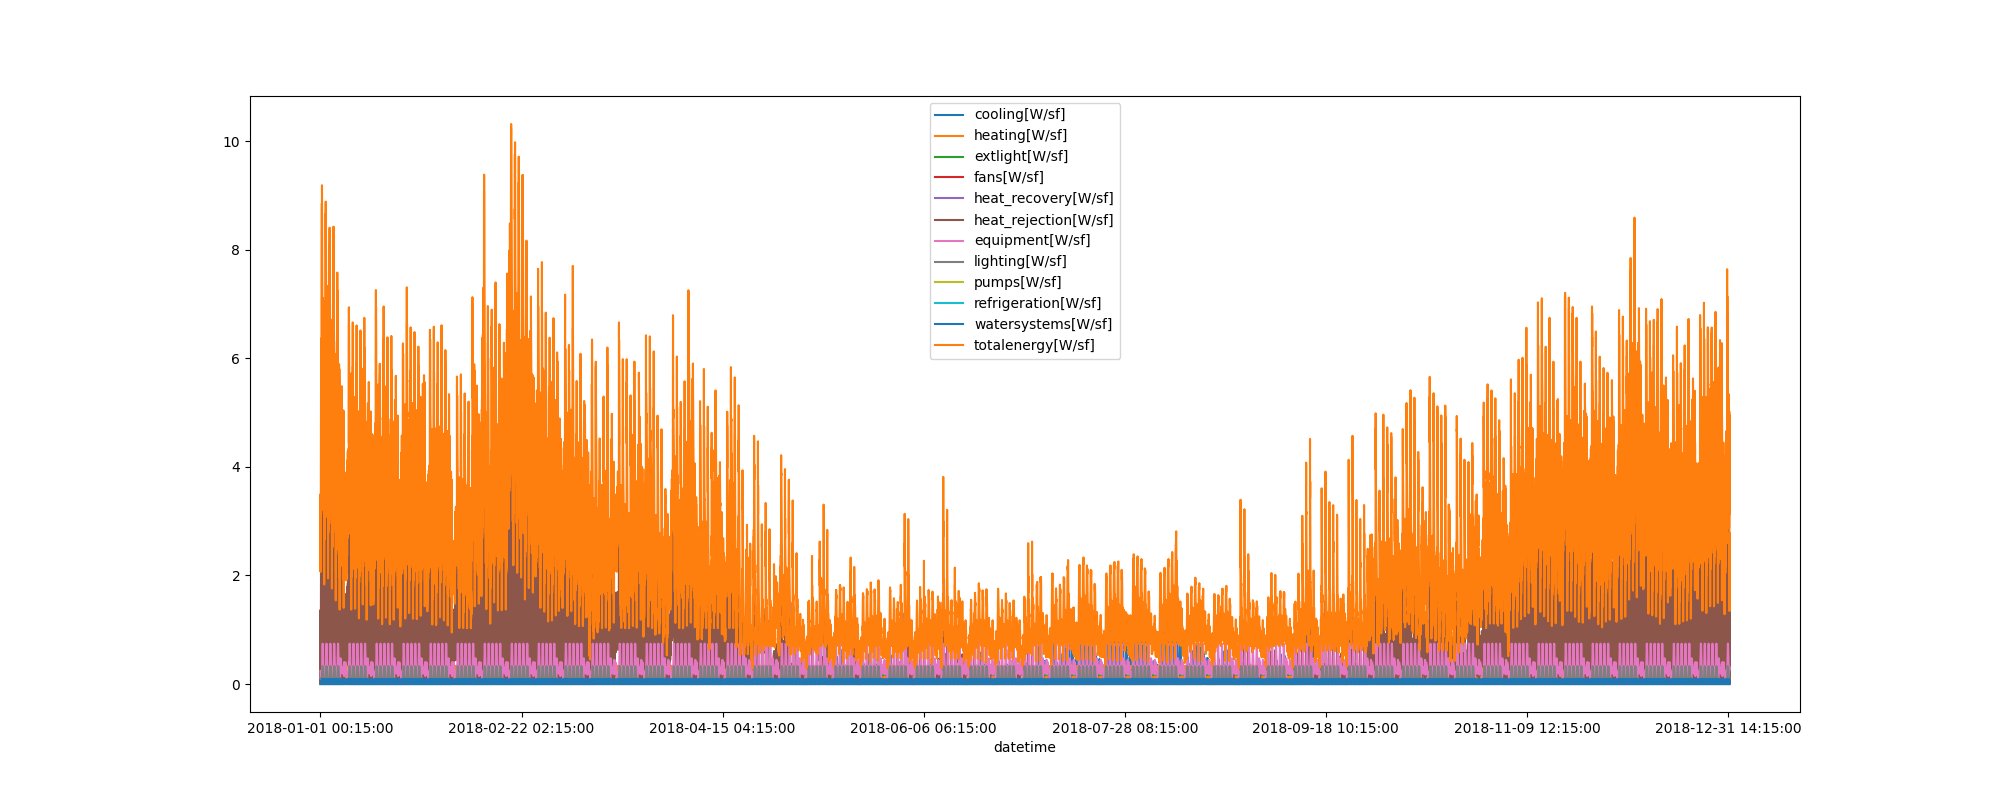 10
8
6
4
2
0
cooling[W/sf]
heating[W/sf]
extlight[W/sf]
fans[W/sf]
heat_recovery[W/sf]
heat_rejection[W/sf]
equipment[W/sf]
lighting[W/sf]
pumps[W/sf]
refrigeration[W/sf]
watersystems[W/sf]
totalenergy[W/sf]
2018-01-01 00:15:00 2018-02-22 02:15:00 2018-04-15 04:15:00 2018-06-06 06:15:00 2018-07-28 08:15:00 2018-09-18 10:15:00 2018-11-09 12:15:00 2018-12-31 14:15:00
datetime